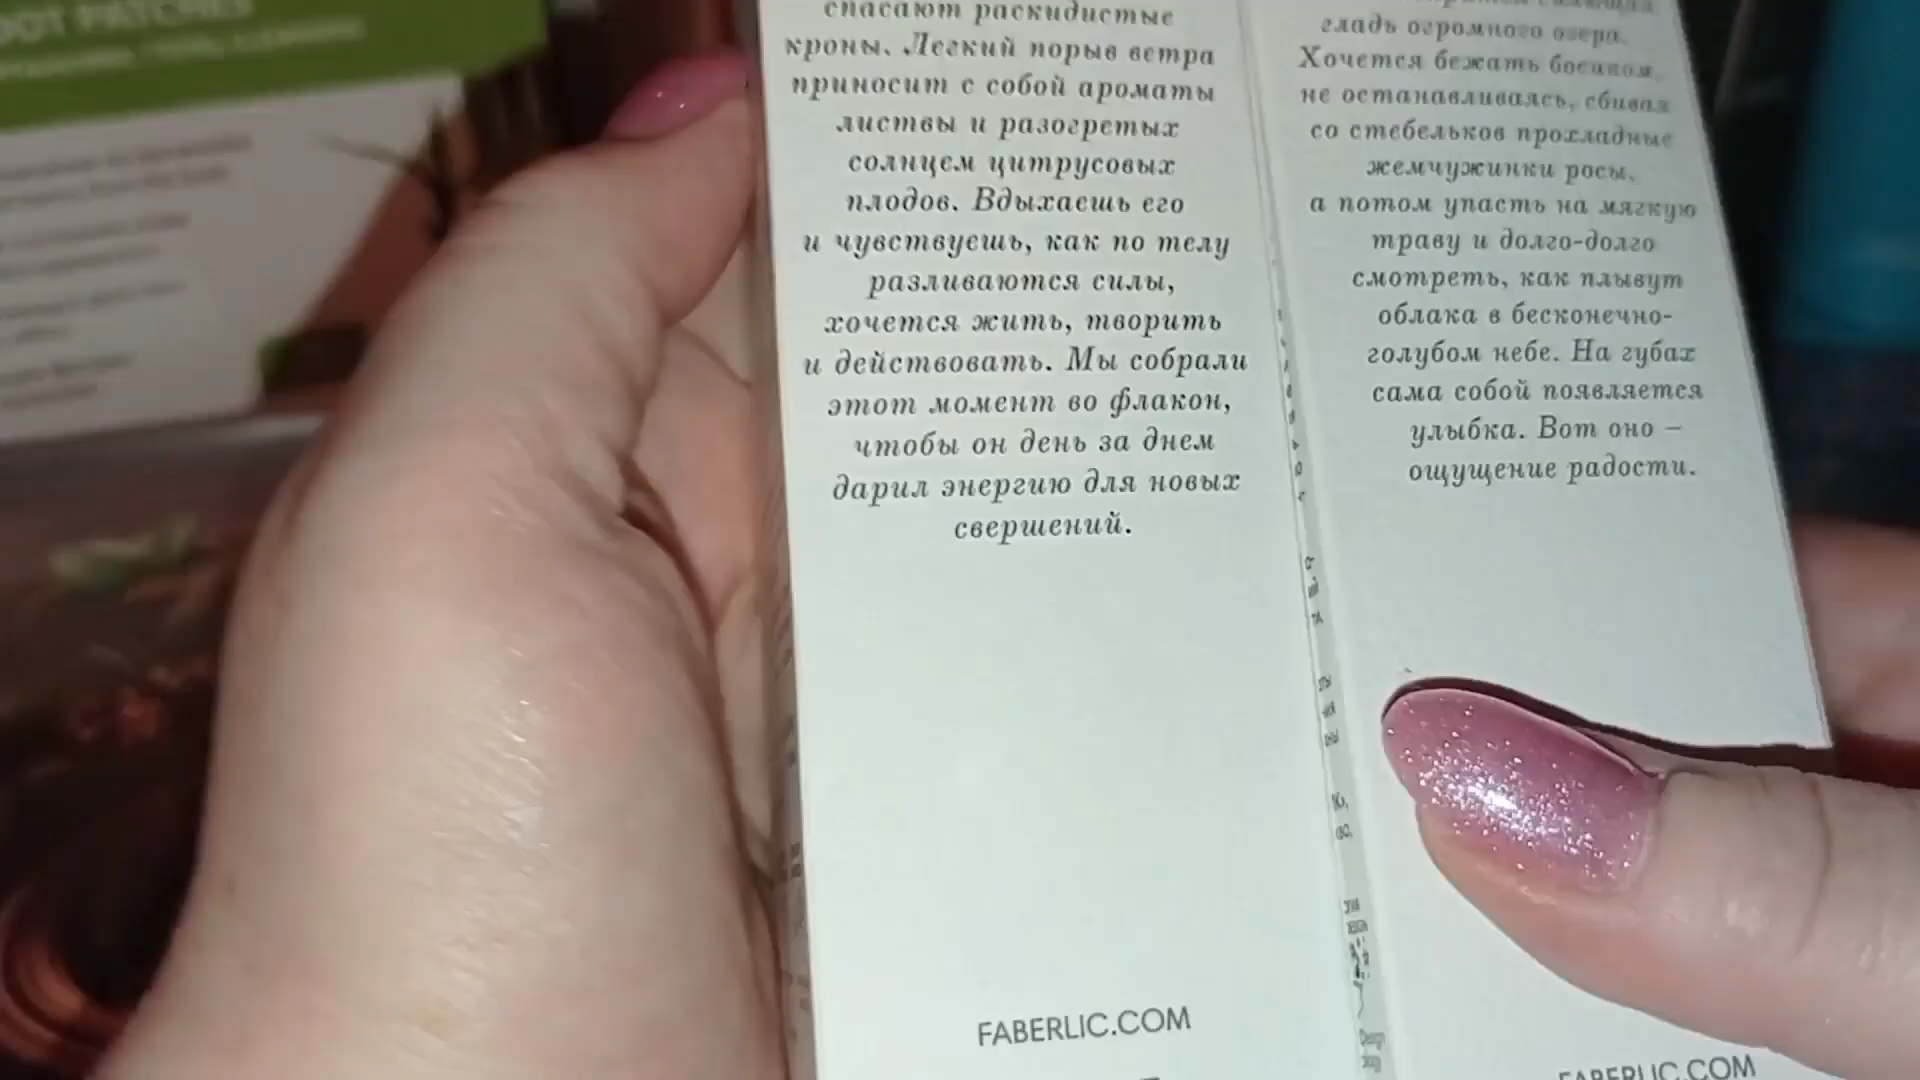 OOT PATCHES
спасают раскидистые
кроны. Легкий порыв ветра
приносит с собой ароматы
листвы и разогретых
солнцем цитрусовых
плодов. Вдыхаешь его
и чувствуешь, как по телу
разливаются силы,
хочется жить, творить
и действовать. Мы собрали
этот момент во флакон,
чтобы он день за днем
дарил энергию для новых
свершений.
FABERLIC.COM
гладь огромного озера.
Хочется бежать босиком,
не останавливаясь, сбивая
со стебельков прохладные
жемчужинки росы,
а потом упасть на мягкую
траву и долго-долго
смотреть, как плывут
облака в бесконечно-
голубом небе. На губах
сама собой появляется
улыбка. Вот оно –
ощущение радости.
FABERLIC.COM